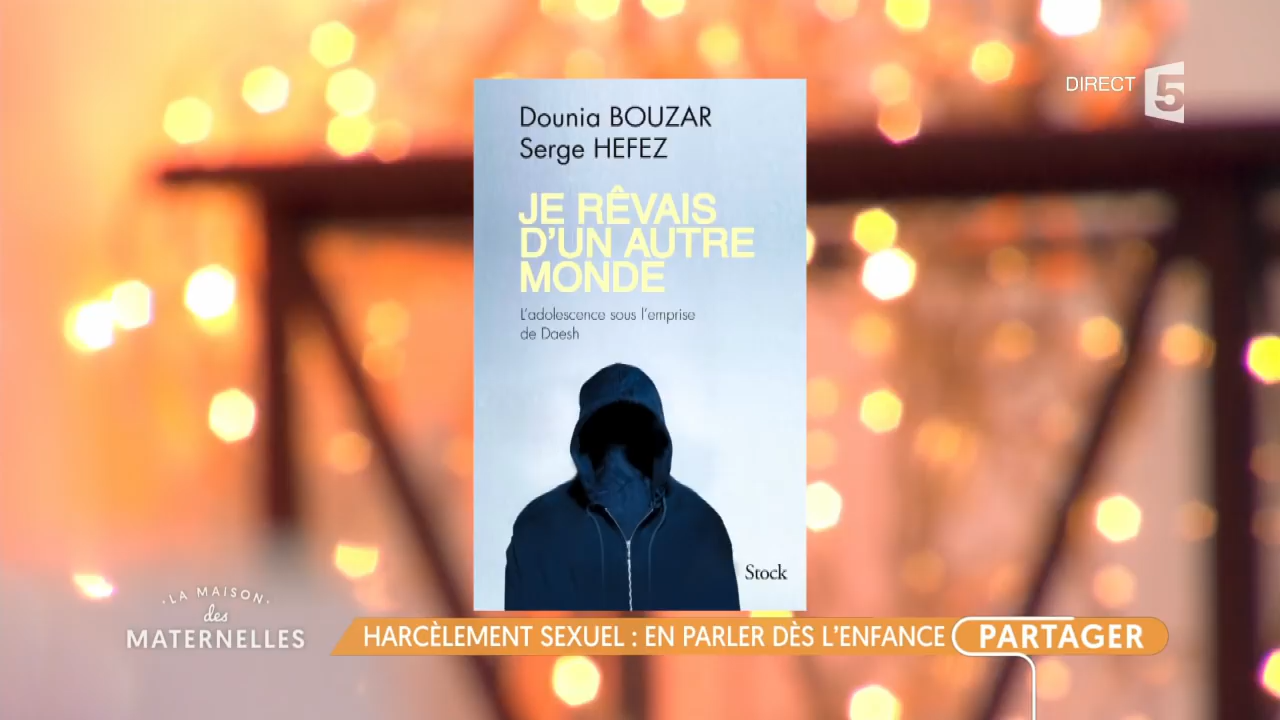 DIRECT 5
Dounia BOUZAR
Serge HEFEZ
JE RÊVAIS
D'UN AUTRE
MONDE
L'adolescence sous l'emprise
de Daesh
Stock
·LA MAISON·
des
MATERNELLES
HARCÈLEMENT SEXUEL : EN PARLER DÈS L'ENFANCE
PARTAGER